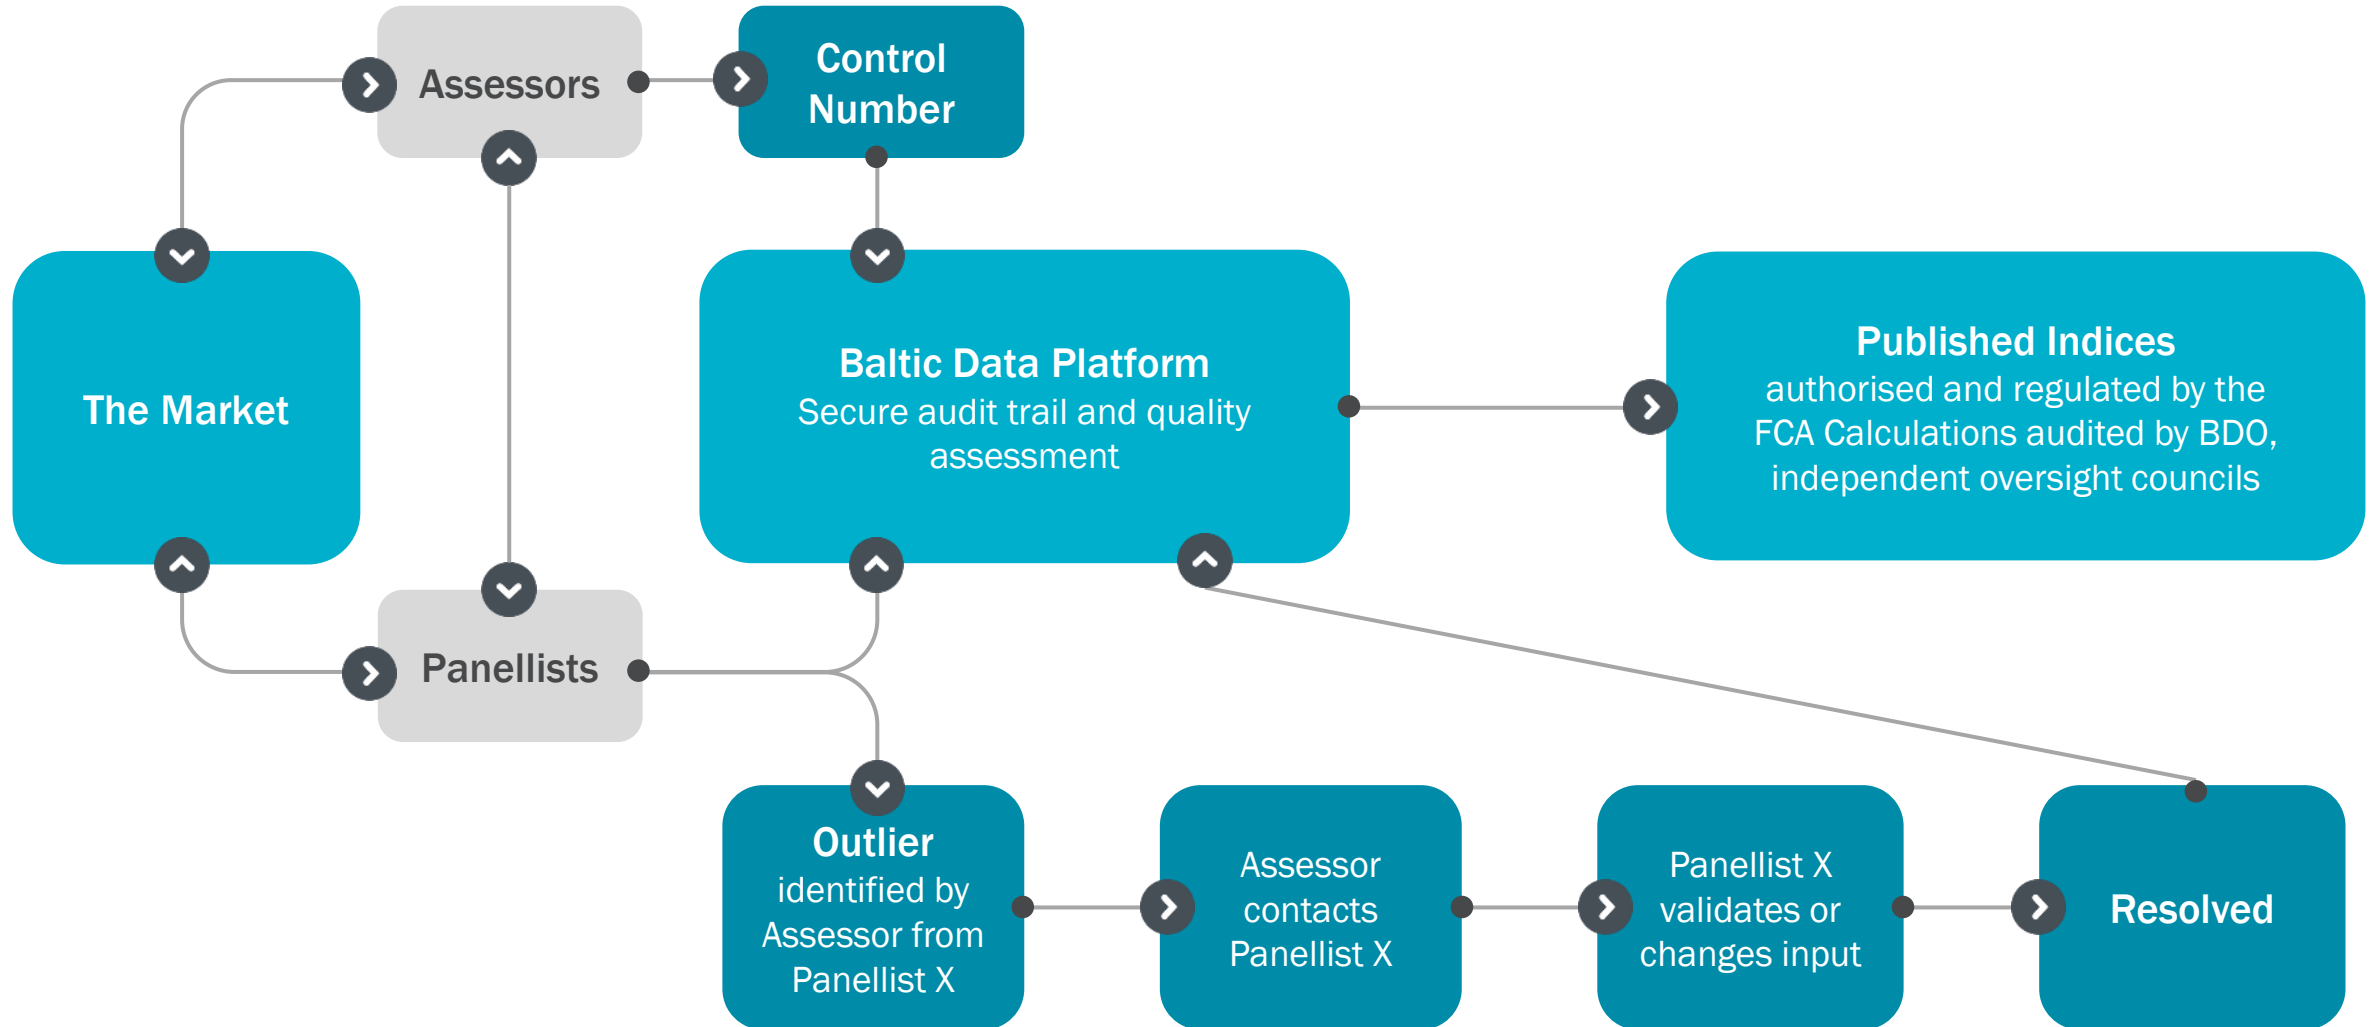 Assessors
Control
Number
The Market
Baltic Data Platform
Secure audit trail and quality
assessment
Published Indices
authorised and regulated by the
FCA Calculations audited by BDO,
independent oversight councils
Panellists
Outlier
identified by
Assessor from
Panellist X
Assessor
contacts
Panellist X
Panellist X
validates or
changes input
Resolved